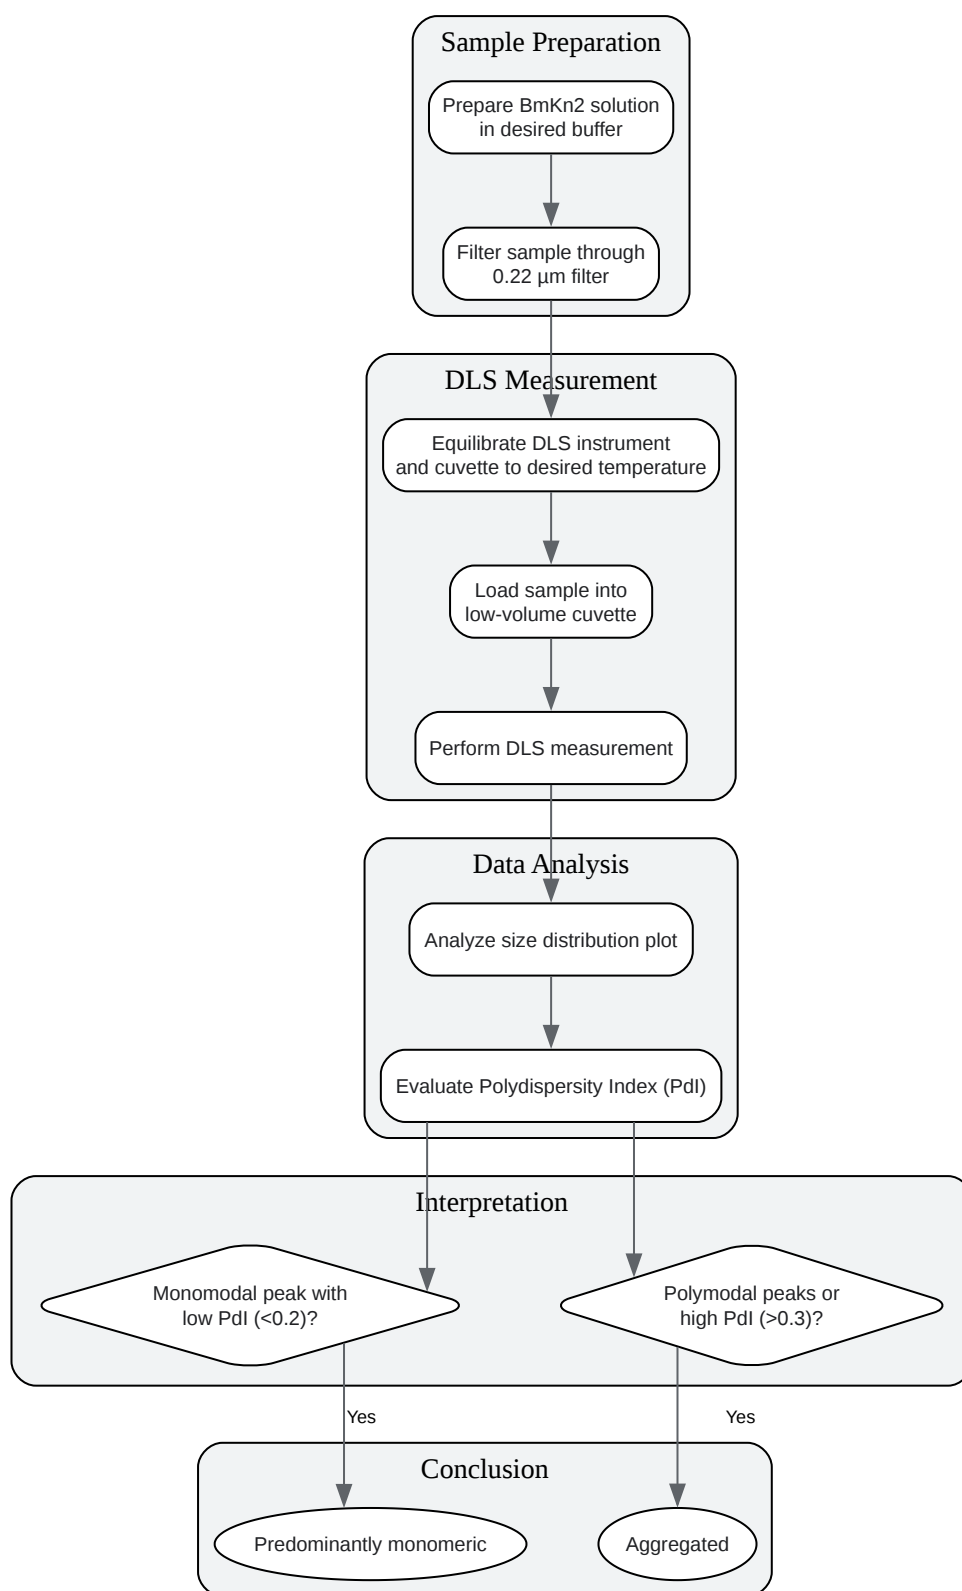 Sample Preparation
Prepare BmKn2 solution
in desired buffer
Filter sample through
0.22 µm filter
DLS Measurement
Equilibrate DLS instrument
and cuvette to desired temperature
Load sample into
low-volume cuvette
Perform DLS measurement
Data Analysis
Analyze size distribution plot
Evaluate Polydispersity Index (PdI)
Interpretation
Monomodal peak with
low PdI (<0.2)?
Polymodal peaks or
high PdI (>0.3)?
Yes
Yes
Conclusion
Predominantly monomeric
Aggregated